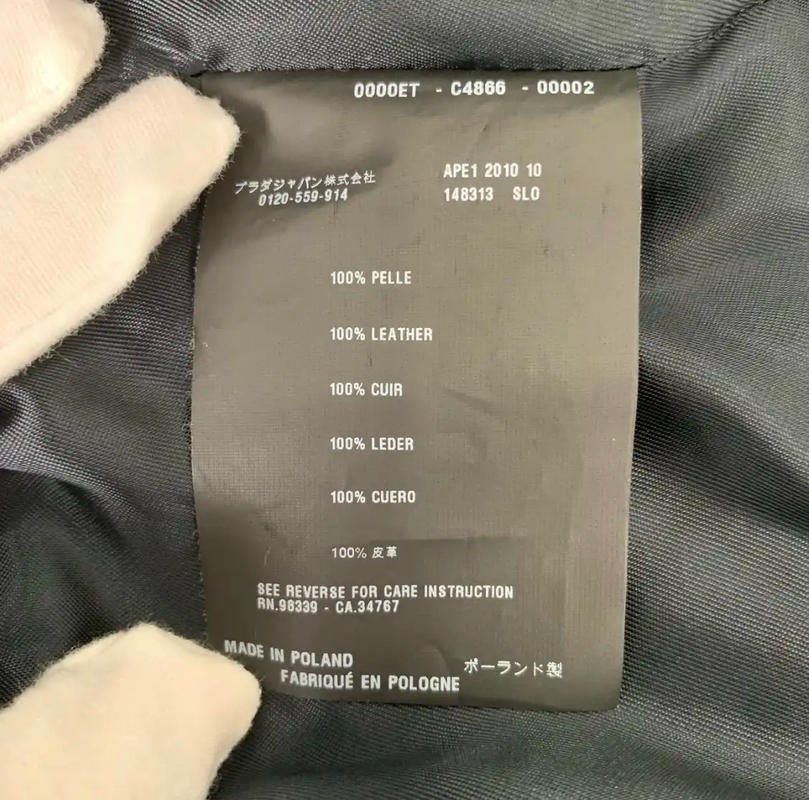 0000ET - C4866 - 00002
プラダジャパン株式会社
0120-559-914
APE1 2010 10
148313 SLO
100% PELLE
100% LEATHER
100% CUIR
100% LEDER
100% CUERO
100% 皮革
SEE REVERSE FOR CARE INSTRUCTION
RN.98339 - CA.34767
MADE IN POLAND
FABRIQUÉ EN POLOGNE
ポーランド製